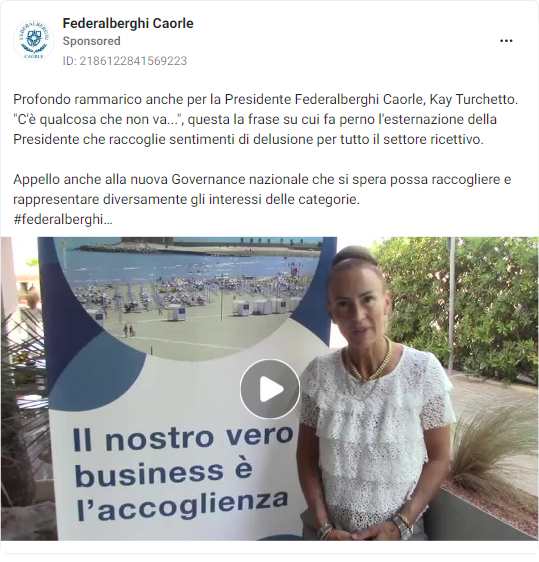 Federalberghi Caorle
Sponsored
ID: 2186122841569223
Profondo rammarico anche per la Presidente Federalberghi Caorle, Kay Turchetto.
"C'è qualcosa che non va...", questa la frase su cui fa perno l'esternazione della
Presidente che raccoglie sentimenti di delusione per tutto il settore ricettivo.
Appello anche alla nuova Governance nazionale che si spera possa raccogliere e
rappresentare diversamente gli interessi delle categorie.
#federalberghi...
Il nostro vero
business è
l'accoglienza